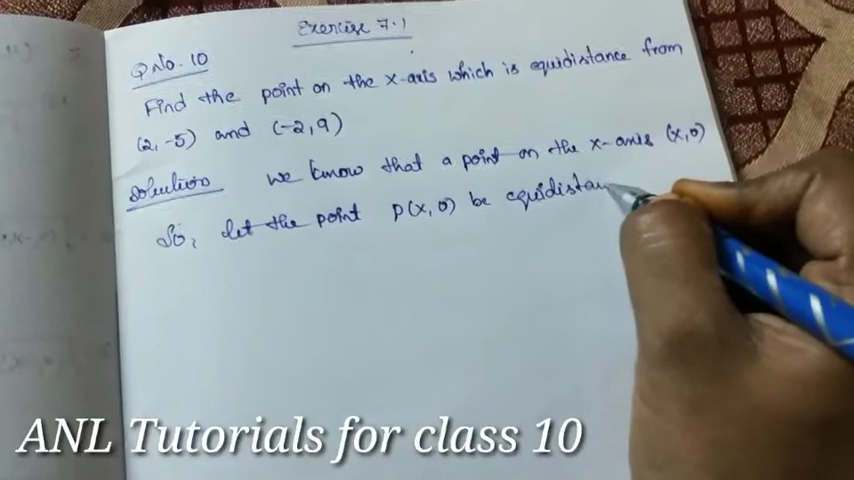 Exercise 7.1
Q No. 10
Find the point on the x-axis which is equidistance from
(2, -5) and (-2, 9)
Solution we know that a point on the x-axis (x, 0)
So, let the point P(x, 0) be equidistan
ANL Tutorials for class 10